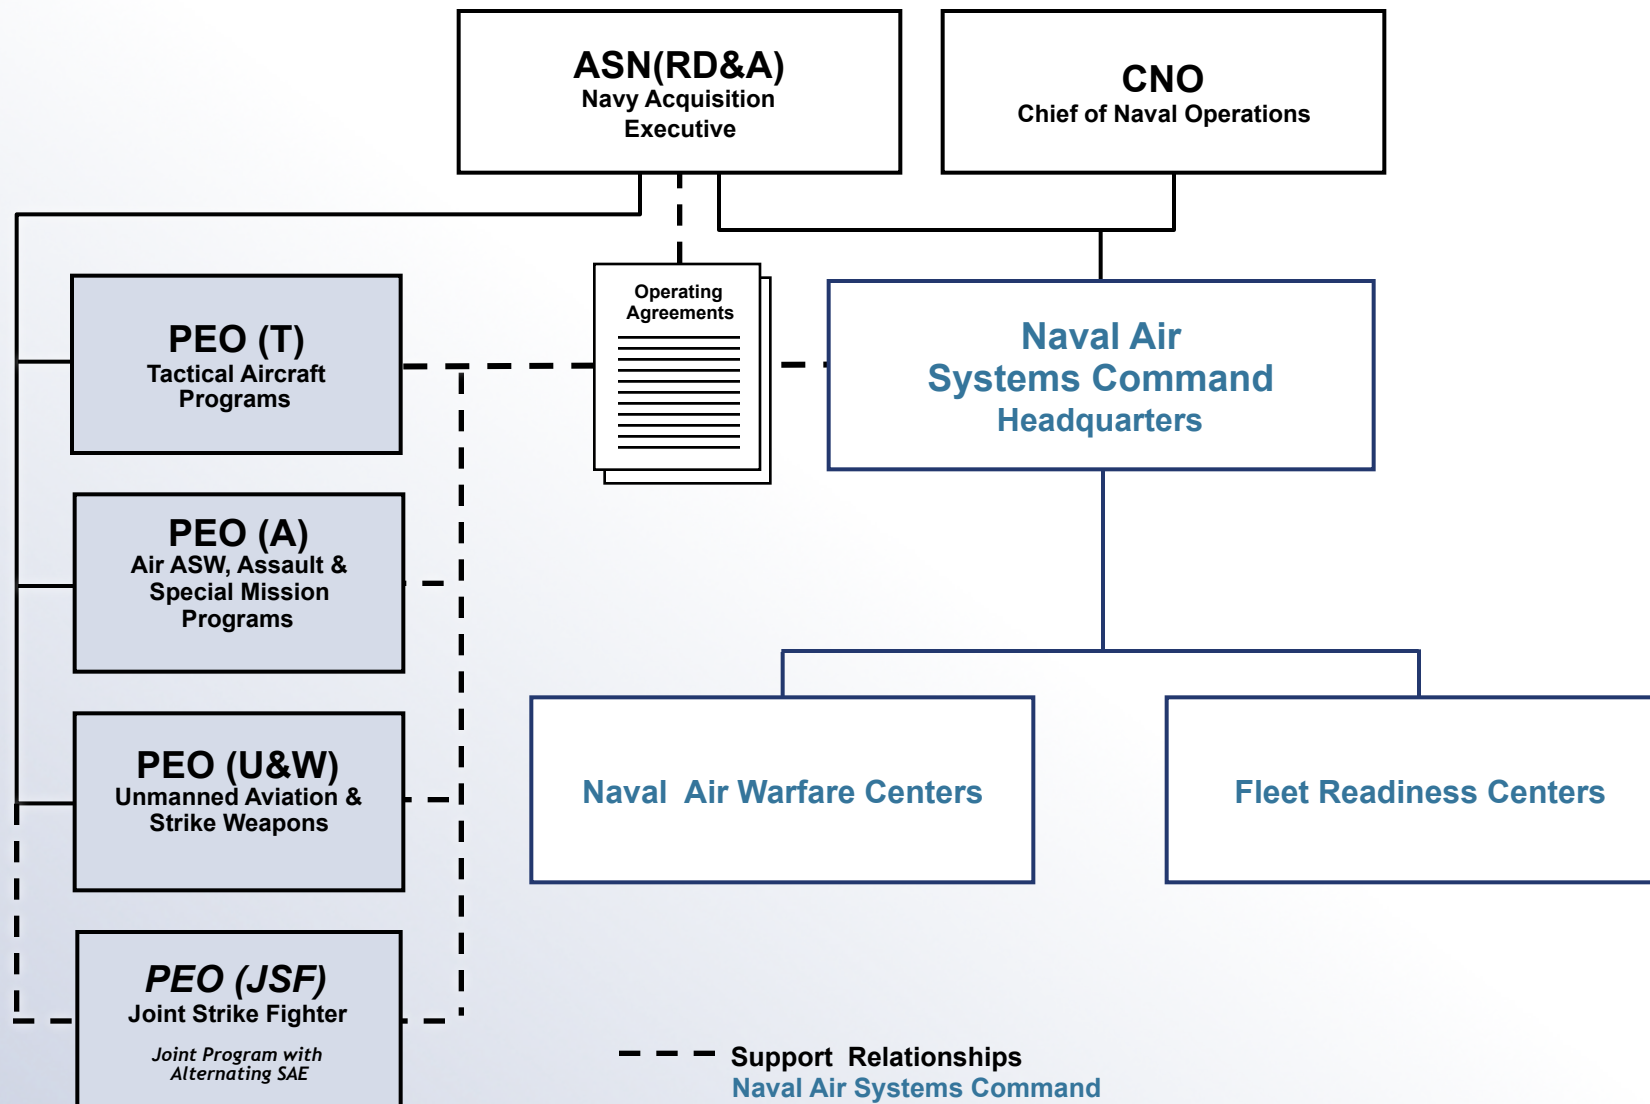 ASN(RD&A)
Navy Acquisition
Executive
CNO
Chief of Naval Operations
Operating
Agreements
PEO (T)
Tactical Aircraft
Programs
Naval Air
Systems Command
Headquarters
PEO (A)
Air ASW, Assault &
Special Mission
Programs
PEO (U&W)
Unmanned Aviation &
Strike Weapons
Naval Air Warfare Centers
Fleet Readiness Centers
PEO (JSF)
Joint Strike Fighter
Joint Program with
Alternating SAE
Support Relationships
Naval Air Systems Command